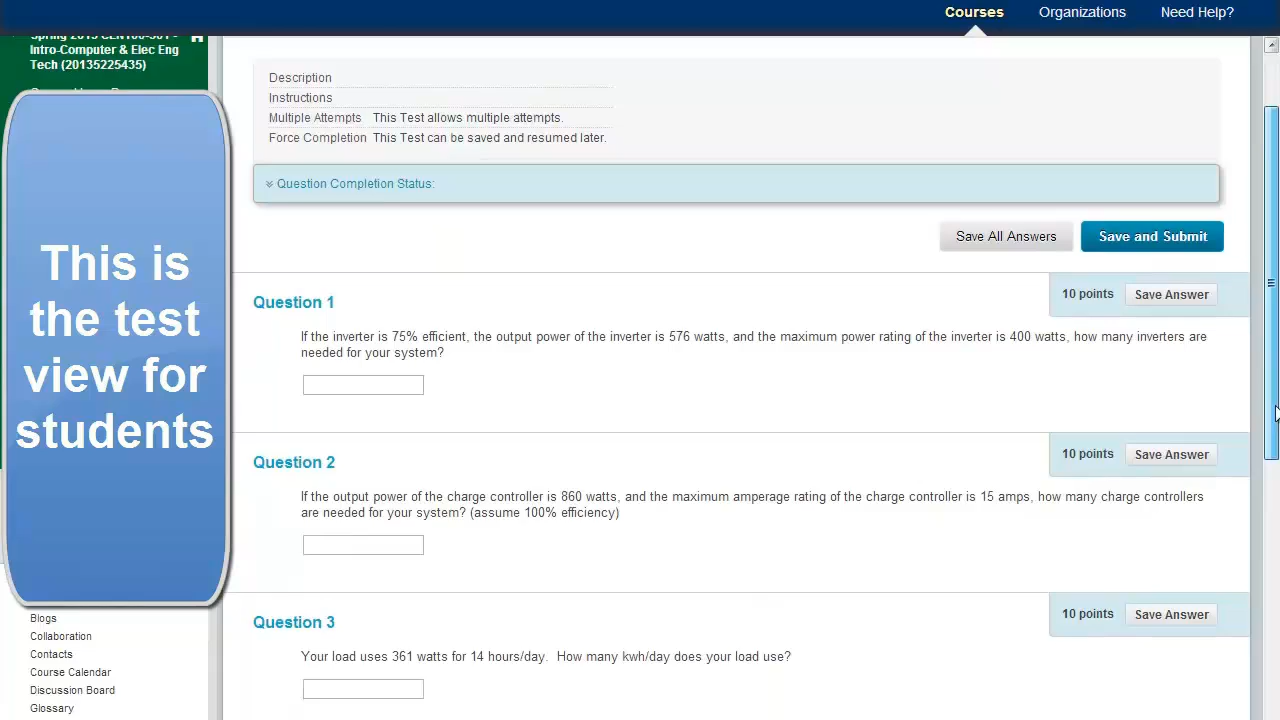 Courses
Organizations
Need Help?
Intro-Computer & Elec Eng
Tech (20135225435)
This is
the test
view for
students
Blogs
Collaboration
Contacts
Course Calendar
Discussion Board
Glossary
Description
Instructions
Multiple Attempts This Test allows multiple attempts.
Force Completion This Test can be saved and resumed later.
Question Completion Status:
Save All Answers
Save and Submit
Question 1
10 points
Save Answer
If the inverter is 75% efficient, the output power of the inverter is 576 watts, and the maximum power rating of the inverter is 400 watts, how many inverters are
needed for your system?
Question 2
10 points
Save Answer
If the output power of the charge controller is 860 watts, and the maximum amperage rating of the charge controller is 15 amps, how many charge controllers
are needed for your system? (assume 100% efficiency)
Question 3
10 points
Save Answer
Your load uses 361 watts for 14 hours/day. How many kwh/day does your load use?